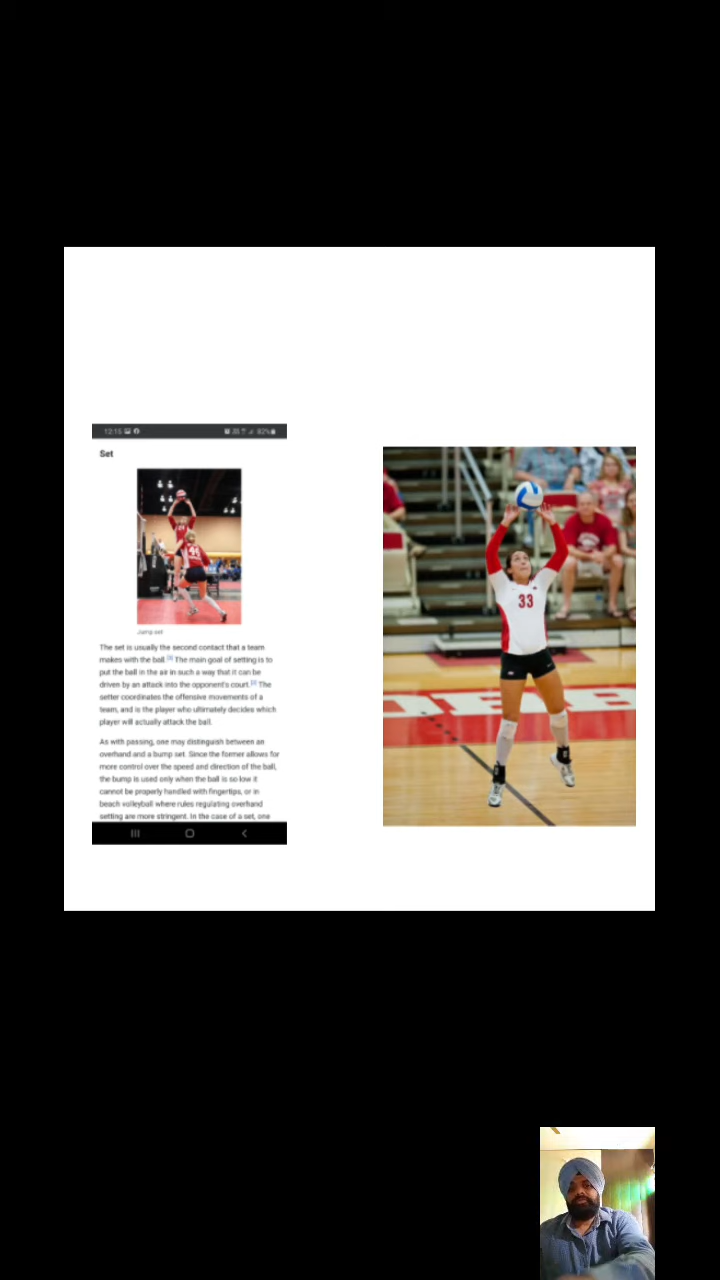 12:15
82%
Set
Jump set
The set is usually the second contact that a team
makes with the ball.
The main goal of setting is to
put the ball in the air in such a way that it can be
driven by an attack into the opponent's court.
The
setter coordinates the offensive movements of a
team, and is the player who ultimately decides which
player will actually attack the ball.
As with passing, one may distinguish between an
overhand and a bump set. Since the former allows for
more control over the speed and direction of the ball,
the bump is used only when the ball is so low it
cannot be properly handled with fingertips, or in
beach volleyball where rules regulating overhand
setting are more stringent. In the case of a set, one
33